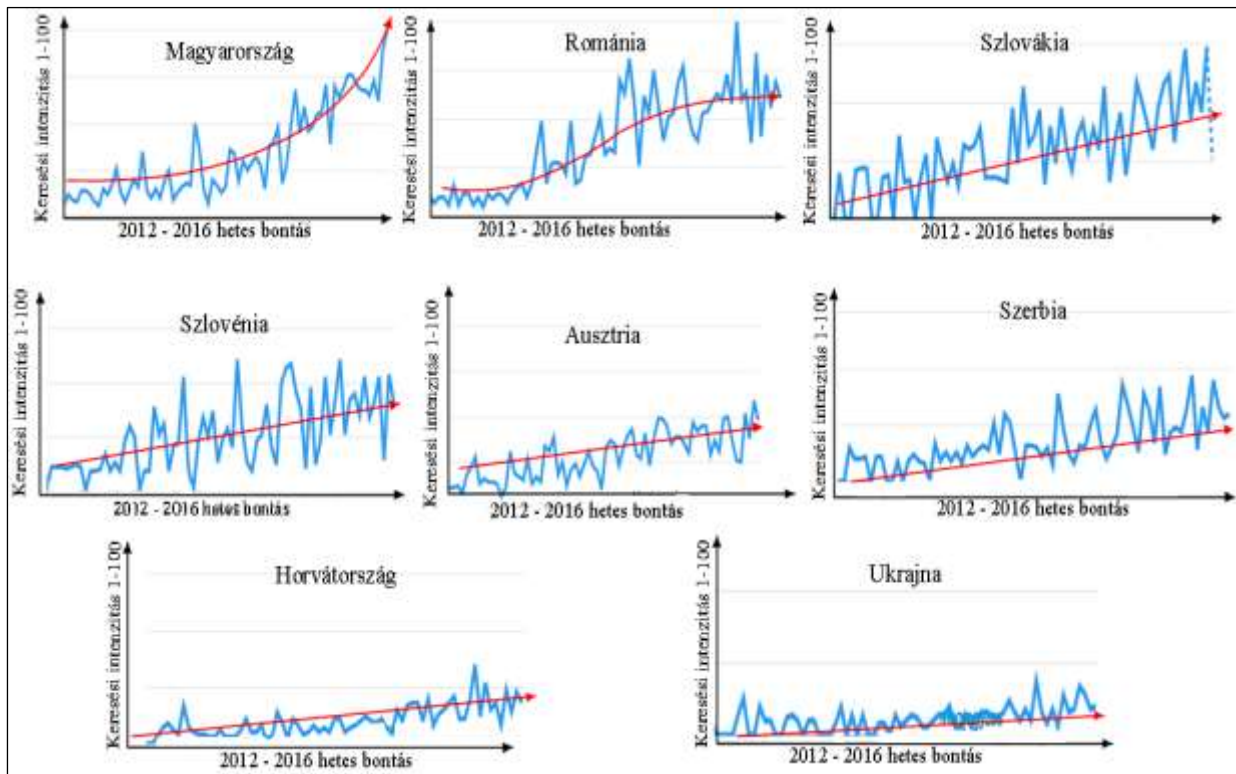 Magyarország
Keresési intenzitás 1-100
2012 - 2016 hetes bontás
Románia
Keresési intenzitás 1-100
2012 - 2016 hetes bontás
Szlovákia
Keresési intenzitás 1-100
2012 - 2016 hetes bontás
Szlovénia
Keresési intenzitás 1-100
2012 - 2016 hetes bontás
Ausztria
Keresési intenzitás 1-100
2012 - 2016 hetes bontás
Szerbia
Keresési intenzitás 1-100
2012 - 2016 hetes bontás
Horvátország
Keresési intenzitás 1-100
2012 - 2016 hetes bontás
Ukrajna
Keresési intenzitás 1-100
2012 - 2016 hetes bontás